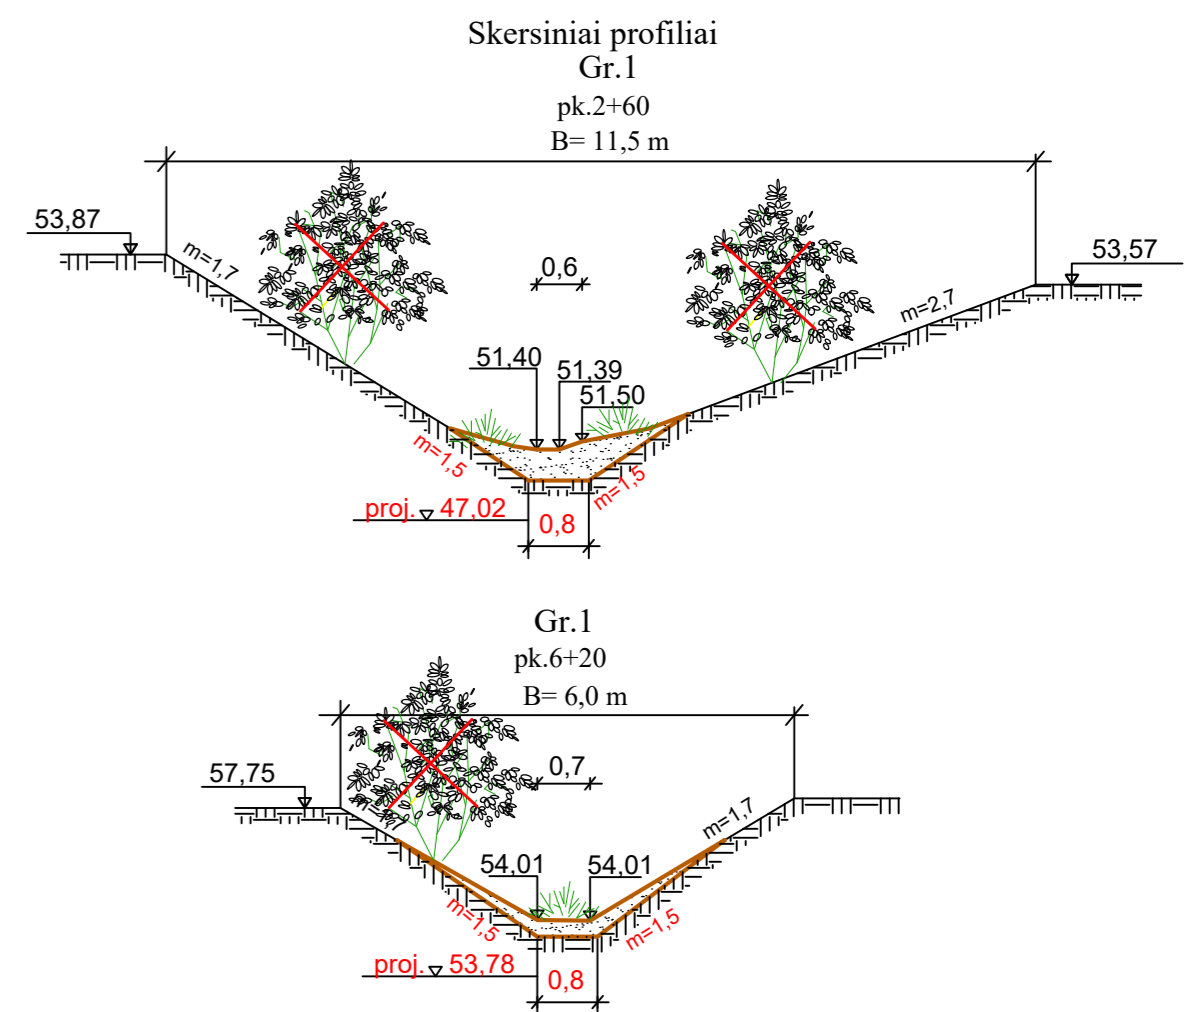 Skersiniai profiliai
Gr.1
pk.2+60
B= 11,5 m
53,87
m=1,7
0,6
53,57
m=2,7
51,40
51,39
51,50
m=1,5
m=1,5
proj. 47,02
0,8
Gr.1
pk.6+20
B= 6,0 m
57,75
0,7
m=1,7
54,01
54,01
m=1,5
m=1,5
proj. 53,78
0,8